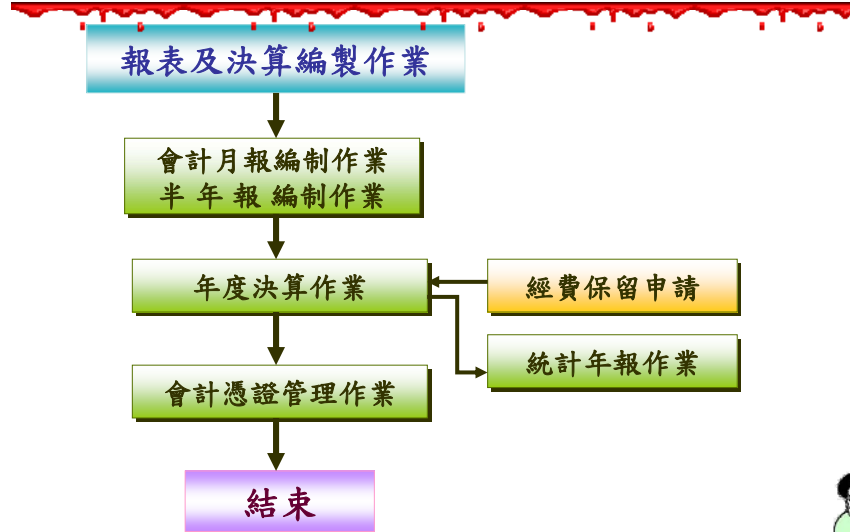 報表及決算編製作業
會計月報編制作業
半 年 報 編制作業
年度決算作業
經費保留申請
統計年報作業
會計憑證管理作業
結束